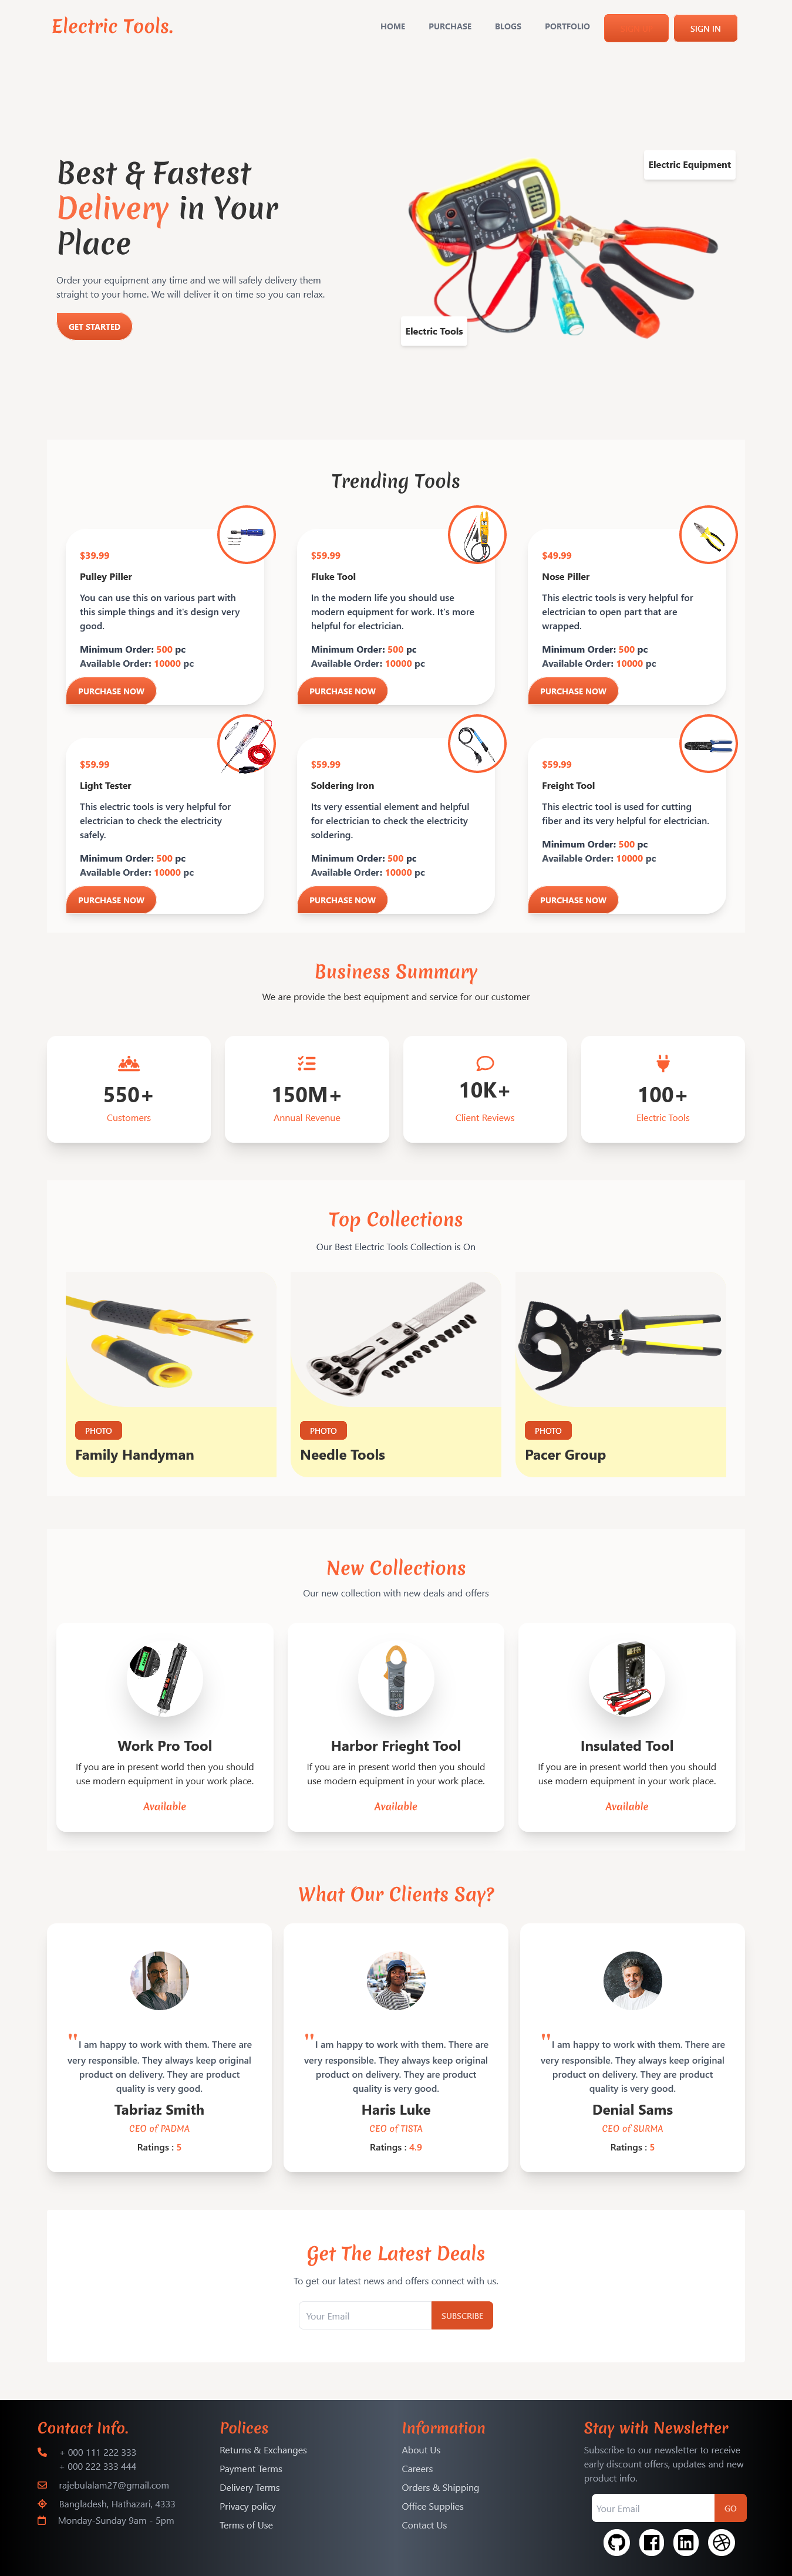 Electric Tools.
HOME PURCHASE BLOGS PORTFOLIO SIGN IN
Electric Equipment
Best & Fastest
Delivery in Your
Place
Order your equipment any time and we will safely delivery them
straight to your home. We will deliver it on time so you can relax.
Electric Tools
GET STARTED
Trending Tools
$39.99
Pulley Piller
You can use this on various part with
this simple things and it's design very
good.
Minimum Order: 500 pc
Available Order: 10000 pc
PURCHASE NOW
$59.99
Fluke Tool
In the modern life you should use
modern equipment for work. It's more
helpful for electrician.
Minimum Order: 500 pc
Available Order: 10000 pc
PURCHASE NOW
$49.99
Nose Piller
This electric tools is very helpful for
electrician to open part that are
wrapped.
Minimum Order: 500 pc
Available Order: 10000 pc
PURCHASE NOW
$59.99
Light Tester
This electric tools is very helpful for
electrician to check the electricity
safely.
Minimum Order: 500 pc
Available Order: 10000 pc
PURCHASE NOW
$59.99
Soldering Iron
Its very essential element and helpful
for electrician to check the electricity
soldering.
Minimum Order: 500 pc
Available Order: 10000 pc
PURCHASE NOW
$59.99
Freight Tool
This electric tool is used for cutting
fiber and its very helpful for electrician.
Minimum Order: 500 pc
Available Order: 10000 pc
PURCHASE NOW
Business Summary
We are provide the best equipment and service for our customer
550+
Customers
150M+
Annual Revenue
10K+
Client Reviews
100+
Electric Tools
Top Collections
Our Best Electric Tools Collection is On
PHOTO
Family Handyman
PHOTO
Needle Tools
PHOTO
Pacer Group
New Collections
Our new collection with new deals and offers
Work Pro Tool
If you are in present world then you should
use modern equipment in your work place.
Available
Harbor Frieght Tool
If you are in present world then you should
use modern equipment in your work place.
Available
Insulated Tool
If you are in present world then you should
use modern equipment in your work place.
Available
What Our Clients Say?
"I am happy to work with them. There are
very responsible. They always keep original
product on delivery. They are product
quality is very good.
Tabriaz Smith
CEO of PADMA
Ratings : 5
"I am happy to work with them. There are
very responsible. They always keep original
product on delivery. They are product
quality is very good.
Haris Luke
CEO of TISTA
Ratings : 4.9
"I am happy to work with them. There are
very responsible. They always keep original
product on delivery. They are product
quality is very good.
Denial Sams
CEO of SURMA
Ratings : 5
Get The Latest Deals
To get our latest news and offers connect with us.
Your Email SUBSCRIBE
Contact Info.
+ 000 111 222 333
+ 000 222 333 444
rajebulalam27@gmail.com
Bangladesh, Hathazari, 4333
Monday-Sunday 9am - 5pm
Polices
Returns & Exchanges
Payment Terms
Delivery Terms
Privacy policy
Terms of Use
Information
About Us
Careers
Orders & Shipping
Office Supplies
Contact Us
Stay with Newsletter
Subscribe to our newsletter to receive
early discount offers, updates and new
product info.
Your Email GO